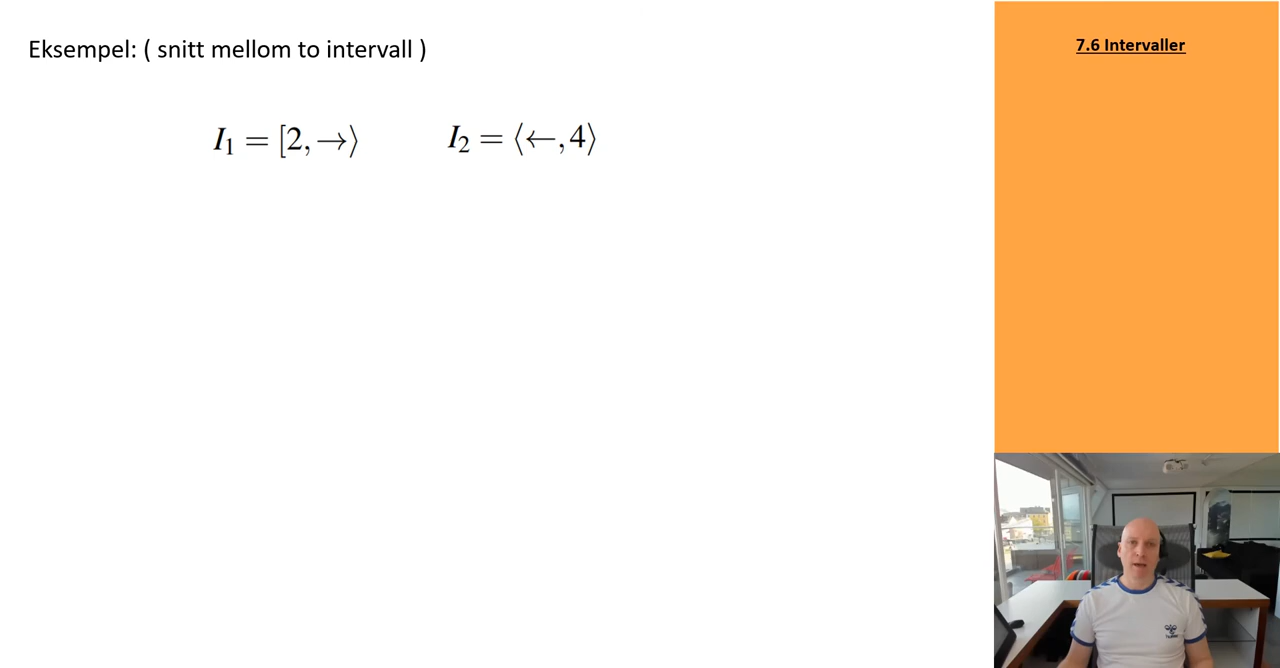 Eksempel: ( snitt mellom to intervall )
7.6 Intervaller
I₁ = [2, →⟩ I₂ = ⟨←, 4⟩